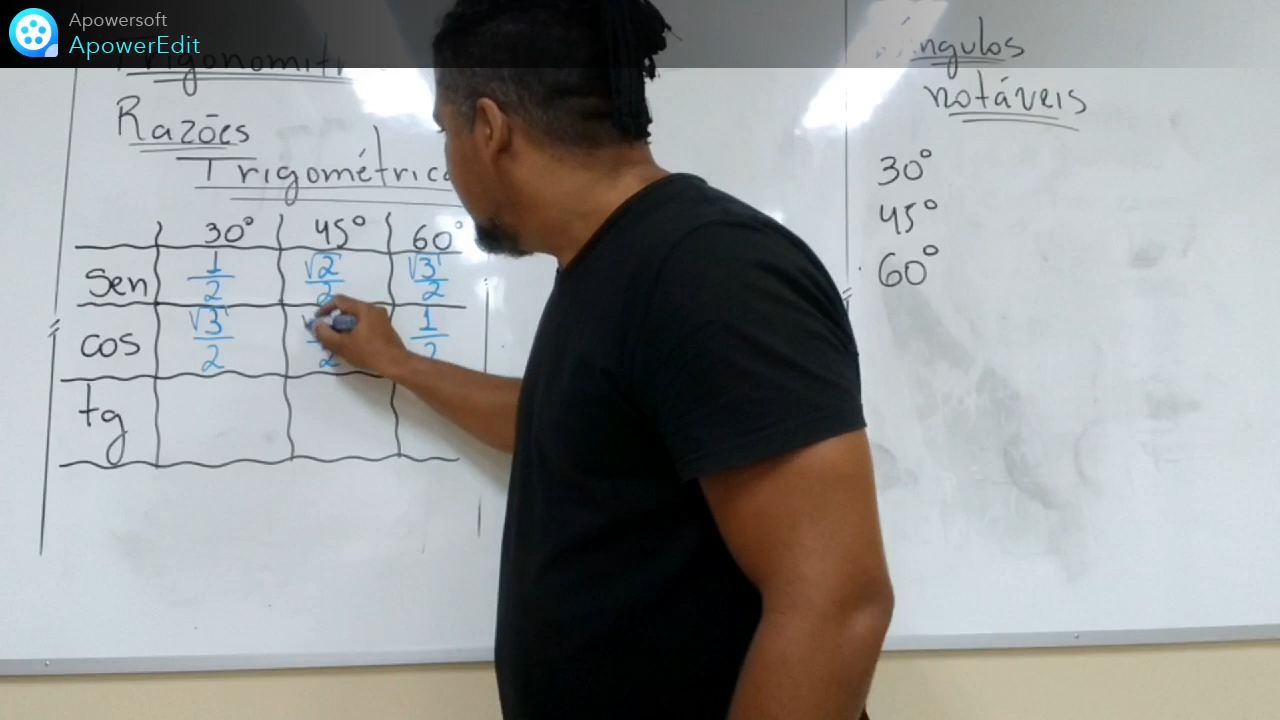 Apowersoft
ApowerEdit
Razões
30° 45° 60°
Sen 1/2 √2/2 √3/2
cos √3/2 2 1/2
tg
notáveis
30°
45°
60°